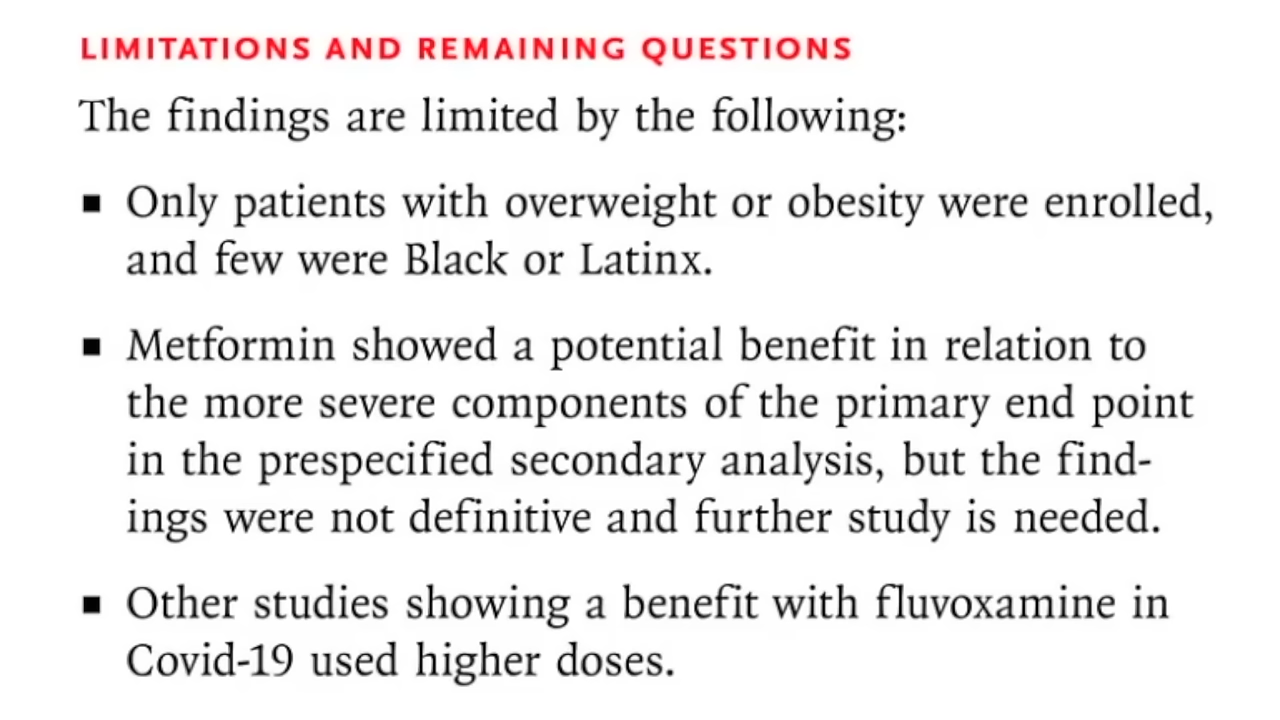 LIMITATIONS AND REMAINING QUESTIONS
The findings are limited by the following:
▪ Only patients with overweight or obesity were enrolled,
and few were Black or Latinx.
▪ Metformin showed a potential benefit in relation to
the more severe components of the primary end point
in the prespecified secondary analysis, but the find-
ings were not definitive and further study is needed.
▪ Other studies showing a benefit with fluvoxamine in
Covid-19 used higher doses.